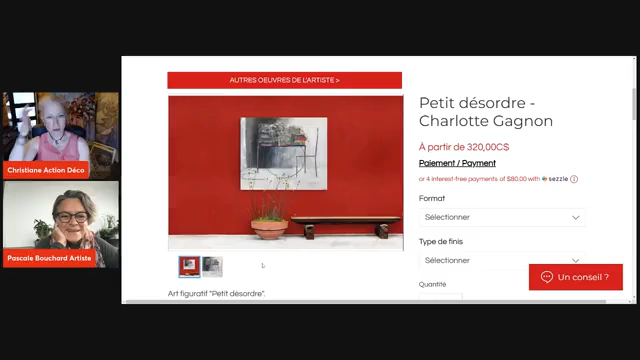 AUTRES OEUVRES DE L'ARTISTE >
Petit désordre -
Charlotte Gagnon
À partir de 320,00C$
Paiement / Payment
or 4 interest-free payments of $80.00 with sezzle
Format
Sélectionner
Type de finis
Sélectionner
Un conseil ?
Quantité
Art figuratif "Petit désordre".
Christiane Action Déco
Pascale Bouchard Artiste